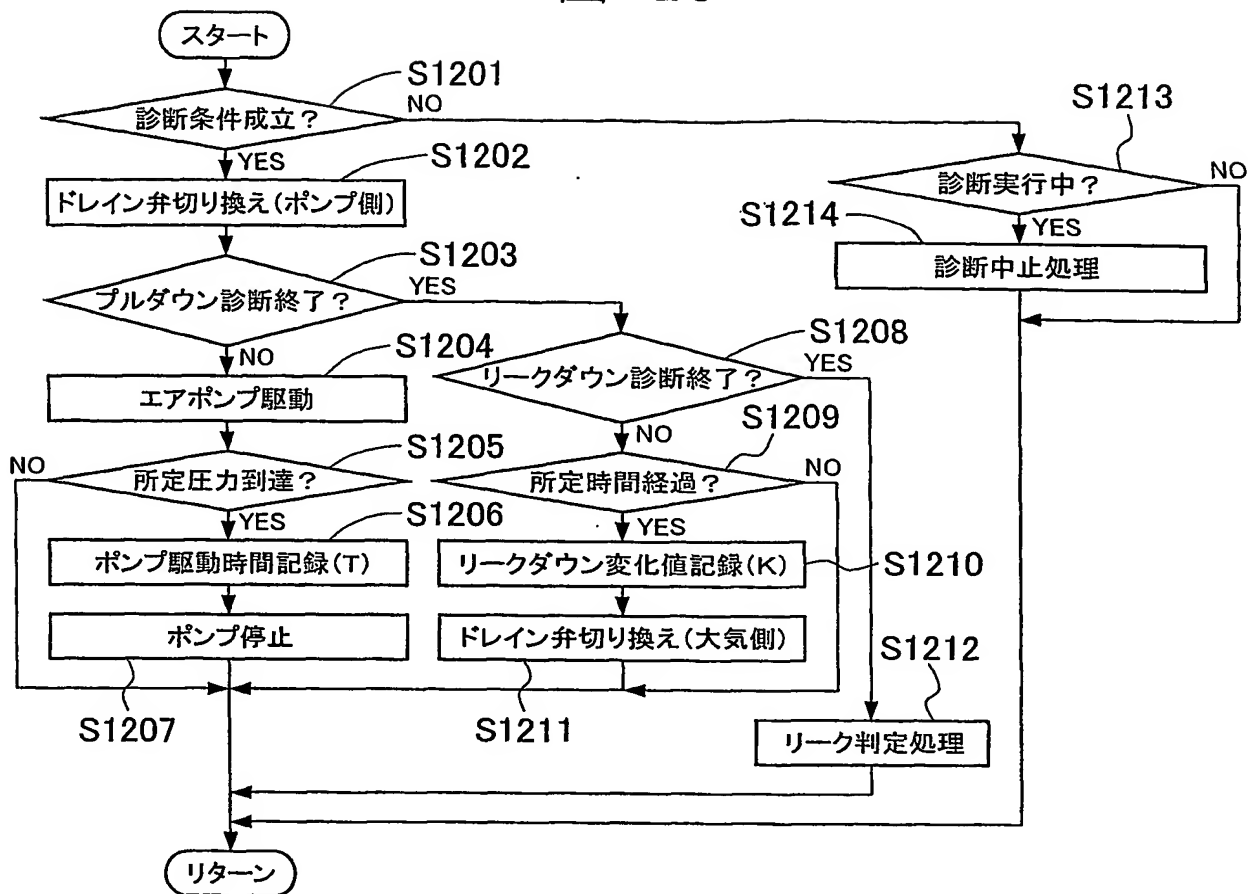 スタート
S1201
診断条件成立?
NO
YES
S1202
ドレイン弁切り換え(ポンプ側)
S1203
プルダウン診断終了?
YES
NO
S1204
エアポンプ駆動
S1205
所定圧力到達?
NO
YES
S1206
ポンプ駆動時間記録(T)
ポンプ停止
S1207
S1208
リークダウン診断終了?
YES
NO
S1209
所定時間経過?
NO
YES
リークダウン変化値記録(K)
S1210
ドレイン弁切り換え(大気側)
S1211
S1212
リーク判定処理
S1213
診断実行中?
NO
YES
S1214
診断中止処理
リターン